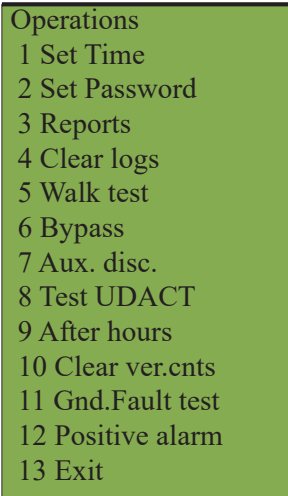 Operations
1 Set Time
2 Set Password
3 Reports
4 Clear logs
5 Walk test
6 Bypass
7 Aux. disc.
8 Test UDACT
9 After hours
10 Clear ver.cnts
11 Gnd.Fault test
12 Positive alarm
13 Exit